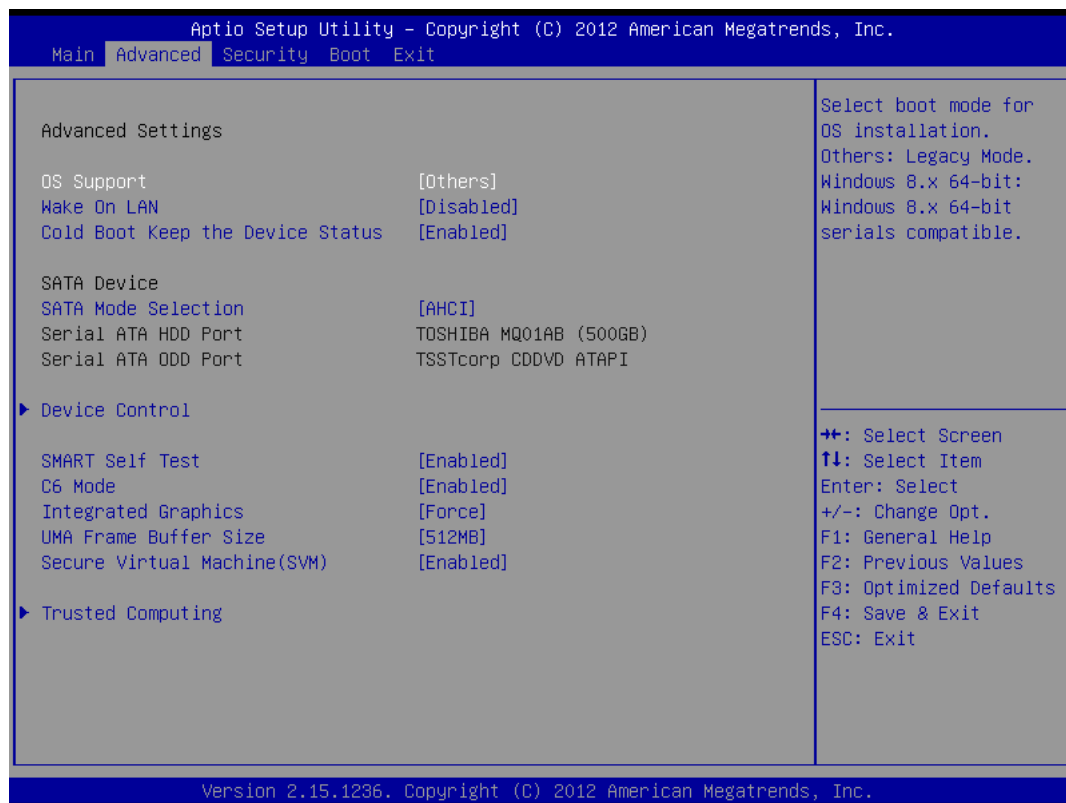 Aptio Setup Utility – Copyright (C) 2012 American Megatrends, Inc.
Main Advanced Security Boot Exit
Advanced Settings
OS Support [Others]
Wake On LAN [Disabled]
Cold Boot Keep the Device Status [Enabled]
SATA Device
SATA Mode Selection [AHCI]
Serial ATA HDD Port TOSHIBA MQ01AB (500GB)
Serial ATA ODD Port TSSTcorp CDDVD ATAPI
Device Control
SMART Self Test [Enabled]
C6 Mode [Enabled]
Integrated Graphics [Force]
UMA Frame Buffer Size [512MB]
Secure Virtual Machine(SVM) [Enabled]
Trusted Computing
Select boot mode for
OS installation.
Others: Legacy Mode.
Windows 8.x 64-bit:
Windows 8.x 64-bit
serials compatible.
→←: Select Screen
↑↓: Select Item
Enter: Select
+/-: Change Opt.
F1: General Help
F2: Previous Values
F3: Optimized Defaults
F4: Save & Exit
ESC: Exit
Version 2.15.1236. Copyright (C) 2012 American Megatrends, Inc.